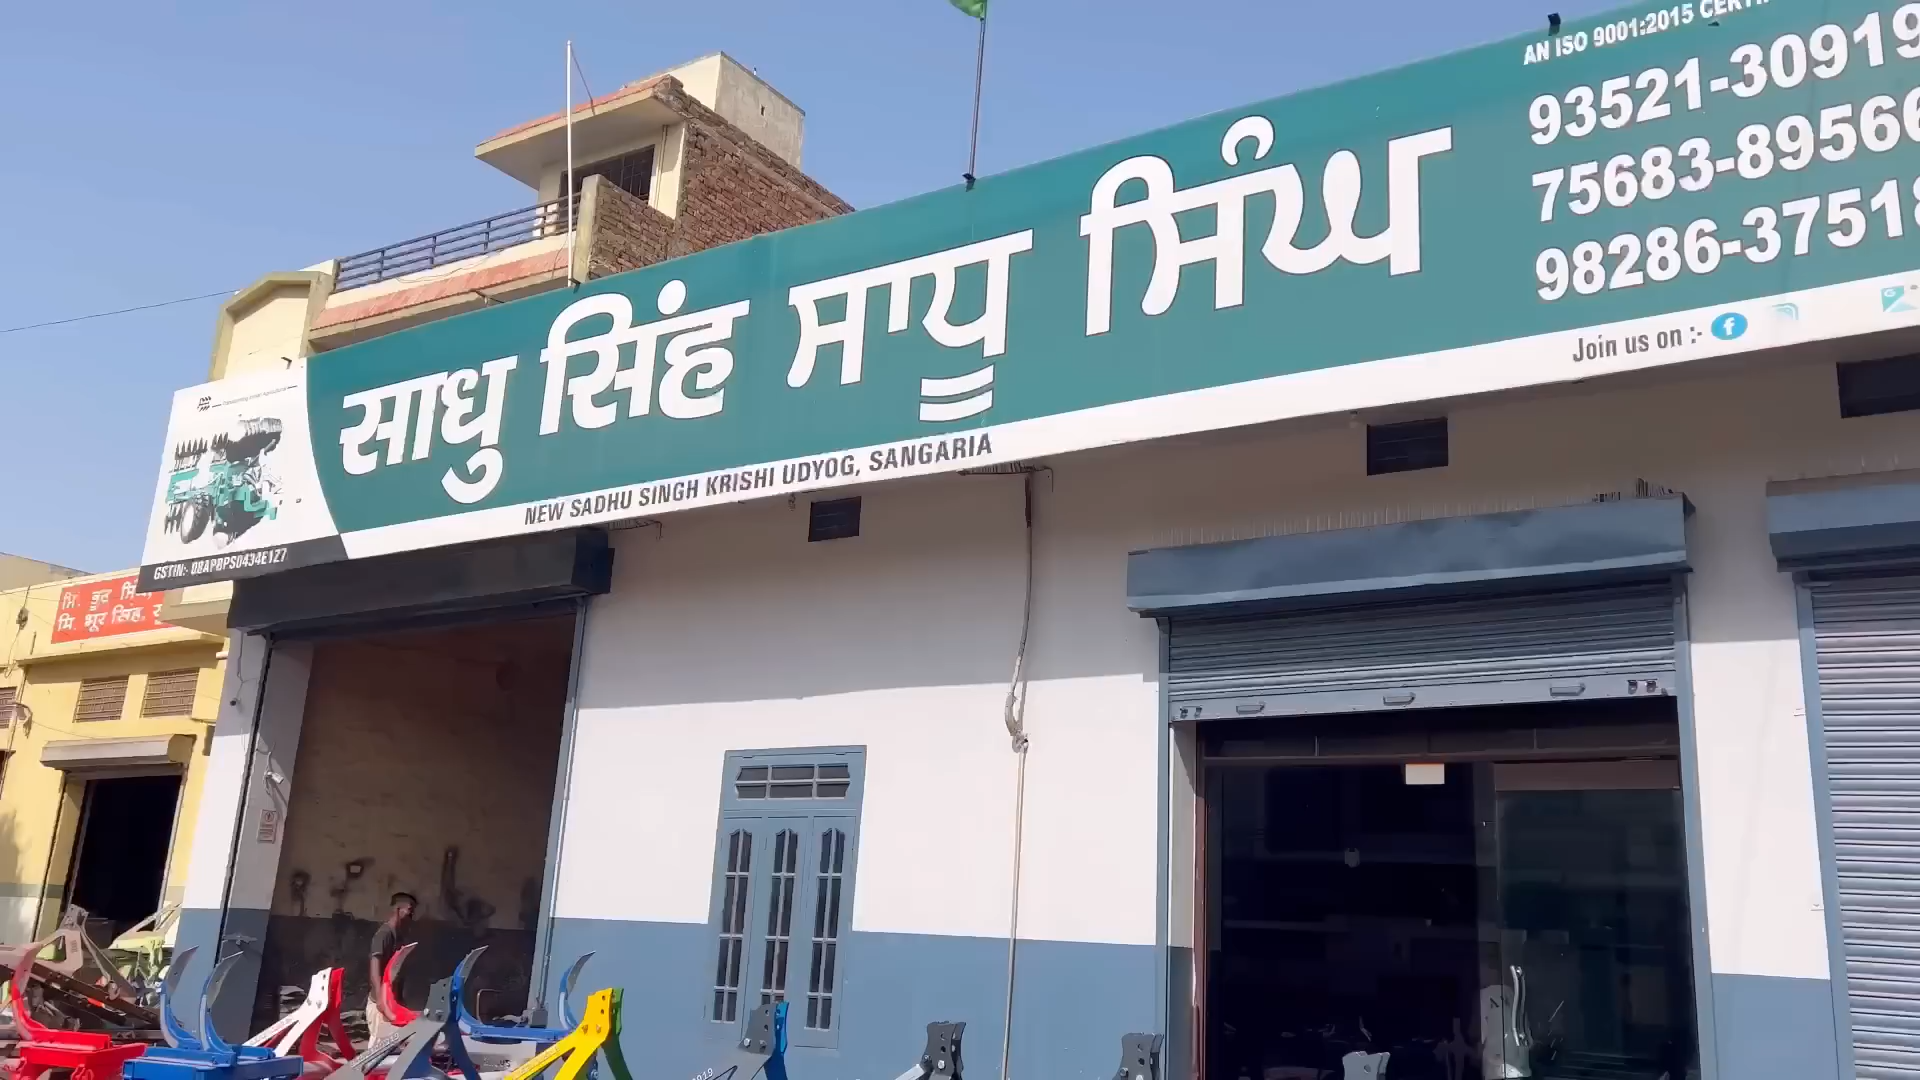 AN ISO 9001:2015
साधु सिंह ਸਾਧੂ ਸਿੰਘ
93521-30919
75683-89566
98286-37518
NEW SADHU SINGH KRISHI UDYOG, SANGARIA
Join us on :-
GSTIN:- 08APBPS0434E1Z7